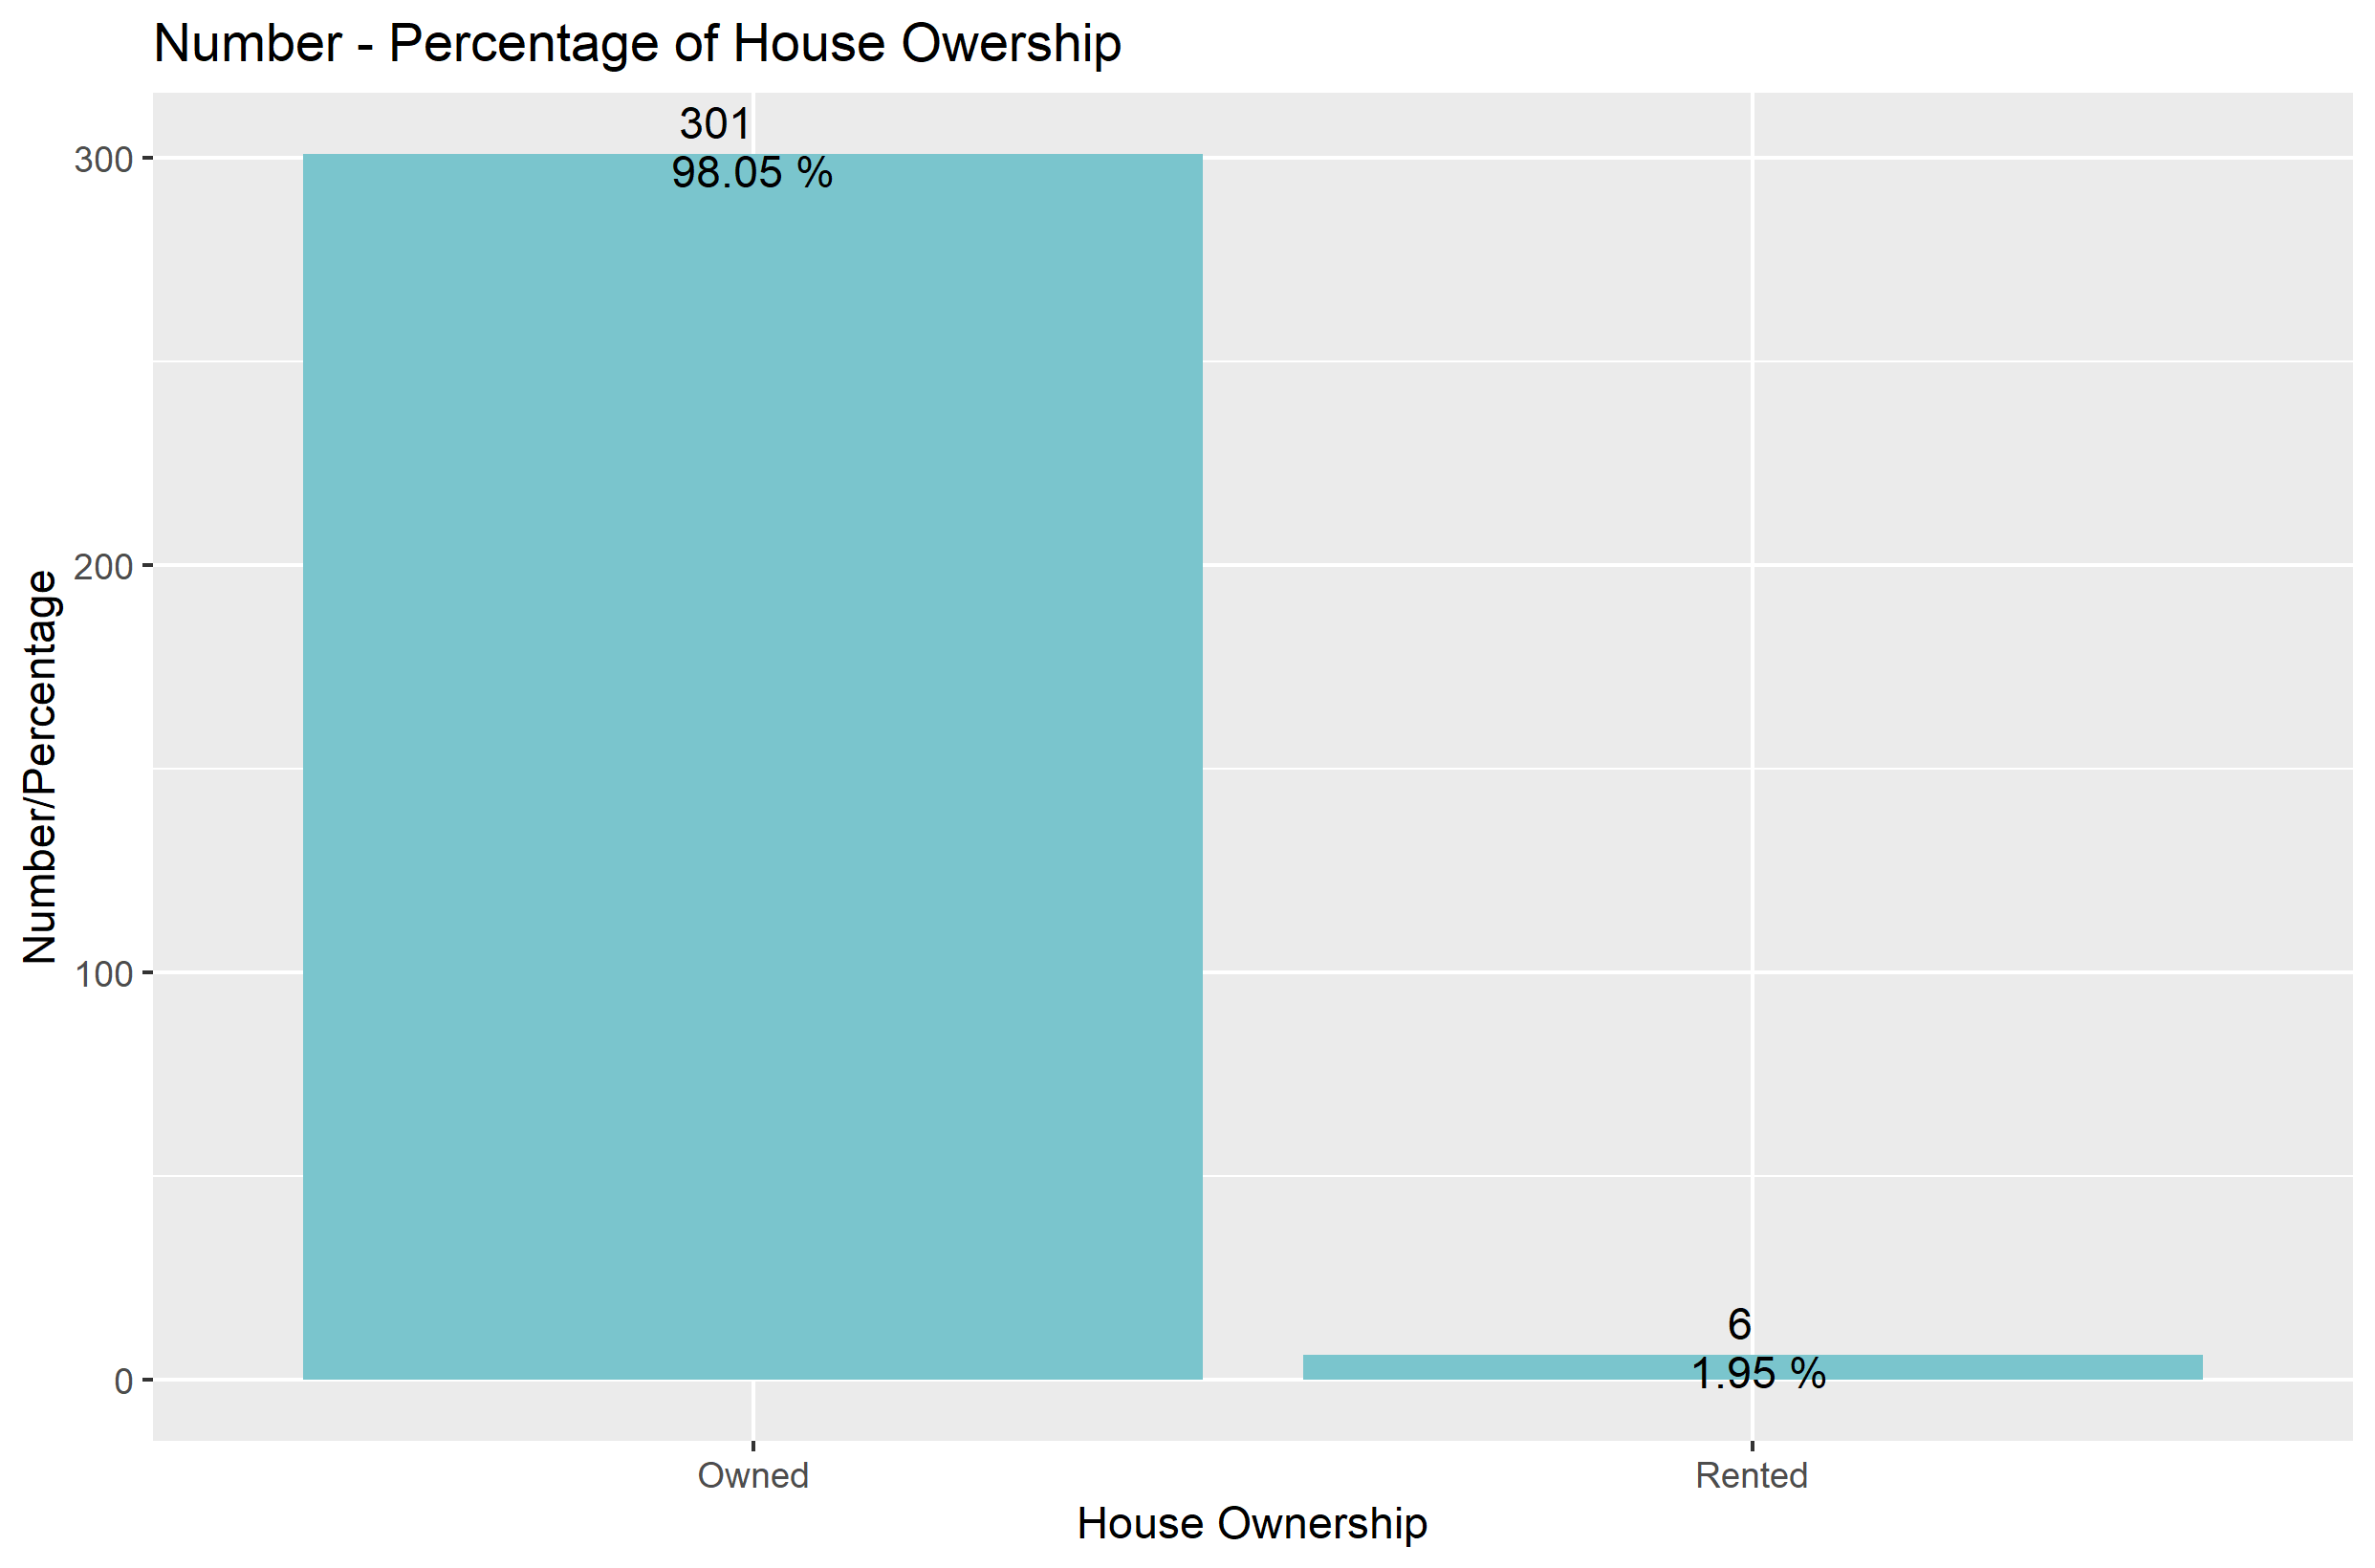 Number - Percentage of House Owership
301
98.05 %
300
200
100
0
Number/Percentage
6
1.95 %
Owned
Rented
House Ownership